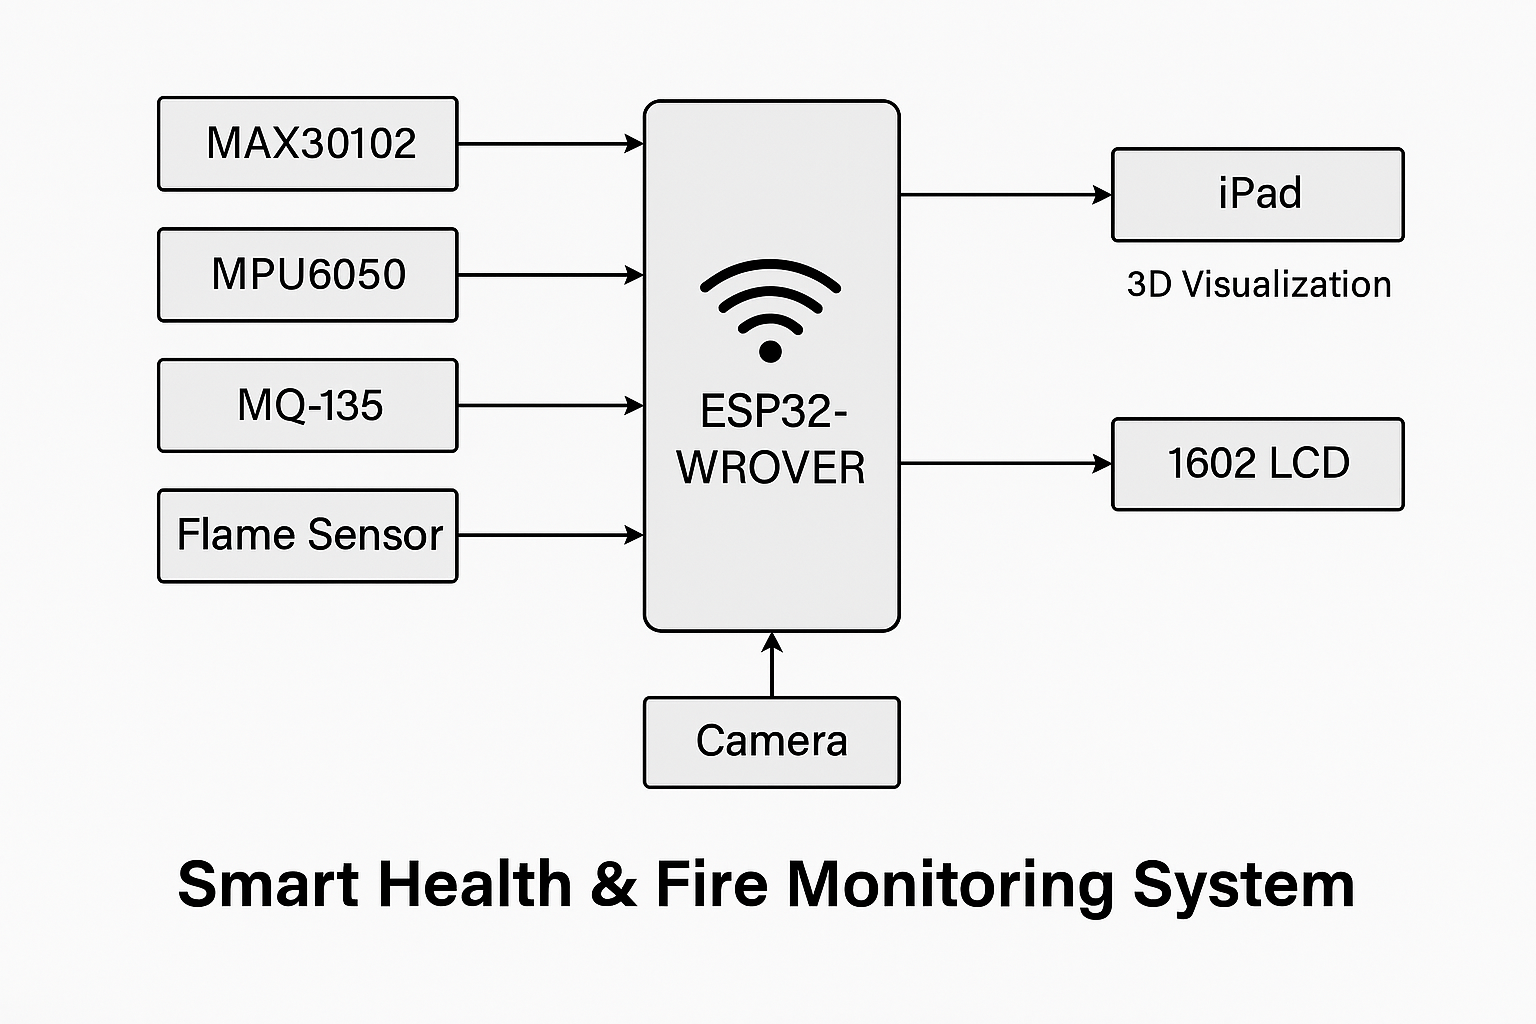 MAX30102
MPU6050
MQ-135
Flame Sensor
ESP32-
WROVER
Camera
iPad
3D Visualization
1602 LCD
Smart Health & Fire Monitoring System